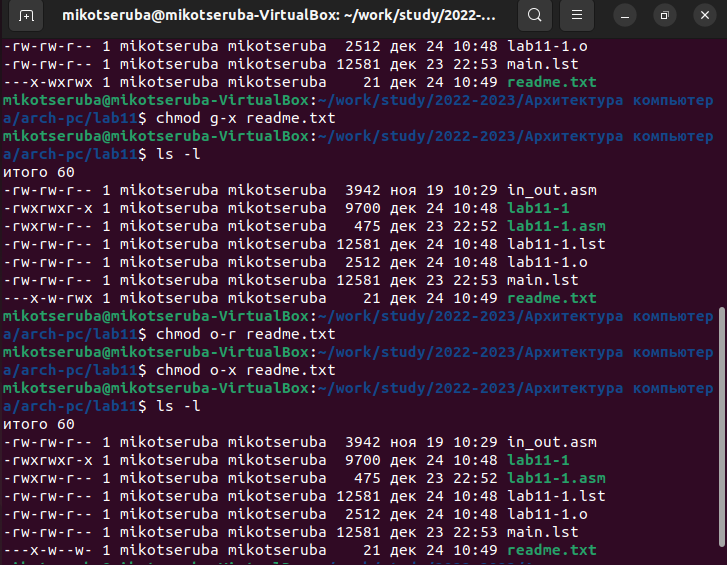 mikotseruba@mikotseruba-VirtualBox: ~/work/study/2022-...
-rw-rw-r-- 1 mikotseruba mikotseruba  2512 дек 24 10:48 lab11-1.o
-rw-rw-r-- 1 mikotseruba mikotseruba 12581 дек 23 22:53 main.lst
---x-wxrwx 1 mikotseruba mikotseruba    21 дек 24 10:49 readme.txt
mikotseruba@mikotseruba-VirtualBox:~/work/study/2022-2023/Архитектура компьютер
а/arch-pc/lab11$ chmod g-x readme.txt
mikotseruba@mikotseruba-VirtualBox:~/work/study/2022-2023/Архитектура компьютер
а/arch-pc/lab11$ ls -l
итого 60
-rw-rw-r-- 1 mikotseruba mikotseruba  3942 ноя 19 10:29 in_out.asm
-rwxrwxr-x 1 mikotseruba mikotseruba  9700 дек 24 10:48 lab11-1
-rw-rw-r-- 1 mikotseruba mikotseruba   475 дек 23 22:52 lab11-1.asm
-rw-rw-r-- 1 mikotseruba mikotseruba 12581 дек 24 10:48 lab11-1.lst
-rw-rw-r-- 1 mikotseruba mikotseruba  2512 дек 24 10:48 lab11-1.o
-rw-rw-r-- 1 mikotseruba mikotseruba 12581 дек 23 22:53 main.lst
---x-w-rwx 1 mikotseruba mikotseruba    21 дек 24 10:49 readme.txt
mikotseruba@mikotseruba-VirtualBox:~/work/study/2022-2023/Архитектура компьютер
а/arch-pc/lab11$ chmod o-r readme.txt
mikotseruba@mikotseruba-VirtualBox:~/work/study/2022-2023/Архитектура компьютер
а/arch-pc/lab11$ chmod o-x readme.txt
mikotseruba@mikotseruba-VirtualBox:~/work/study/2022-2023/Архитектура компьютер
а/arch-pc/lab11$ ls -l
итого 60
-rw-rw-r-- 1 mikotseruba mikotseruba  3942 ноя 19 10:29 in_out.asm
-rwxrwxr-x 1 mikotseruba mikotseruba  9700 дек 24 10:48 lab11-1
-rw-rw-r-- 1 mikotseruba mikotseruba   475 дек 23 22:52 lab11-1.asm
-rw-rw-r-- 1 mikotseruba mikotseruba 12581 дек 24 10:48 lab11-1.lst
-rw-rw-r-- 1 mikotseruba mikotseruba  2512 дек 24 10:48 lab11-1.o
-rw-rw-r-- 1 mikotseruba mikotseruba 12581 дек 23 22:53 main.lst
---x-w--w- 1 mikotseruba mikotseruba    21 дек 24 10:49 readme.txt